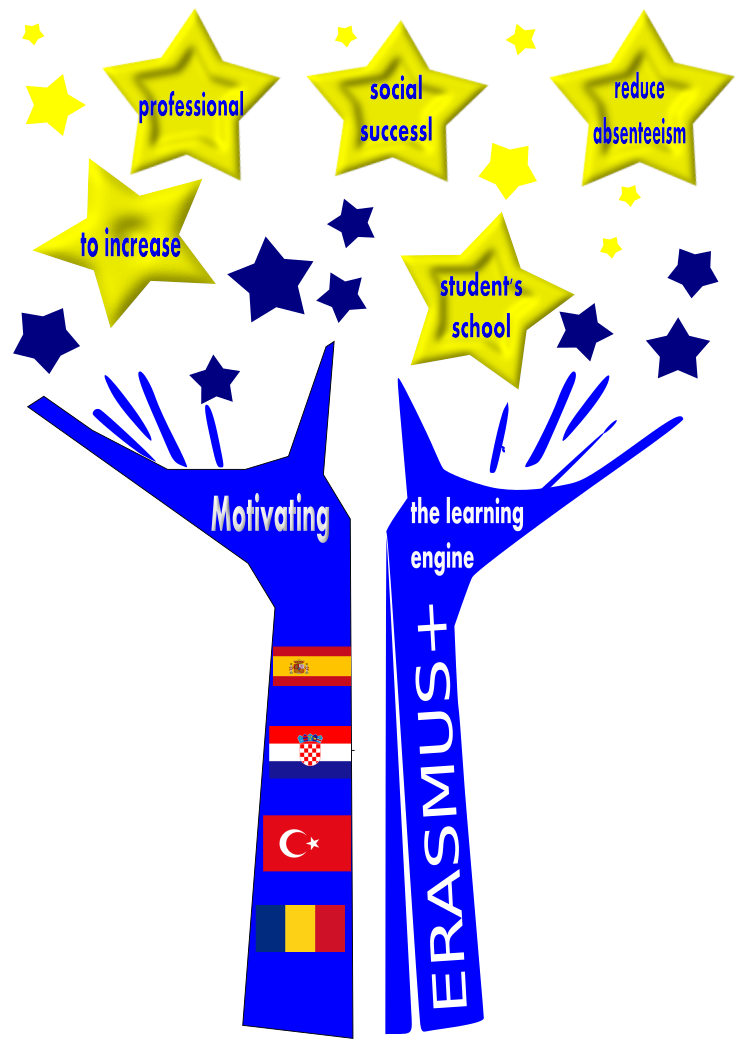 professional
social
successl
reduce
absenteeism
to increase
student's
school
Motivating
the learning
engine
ERASMUS+